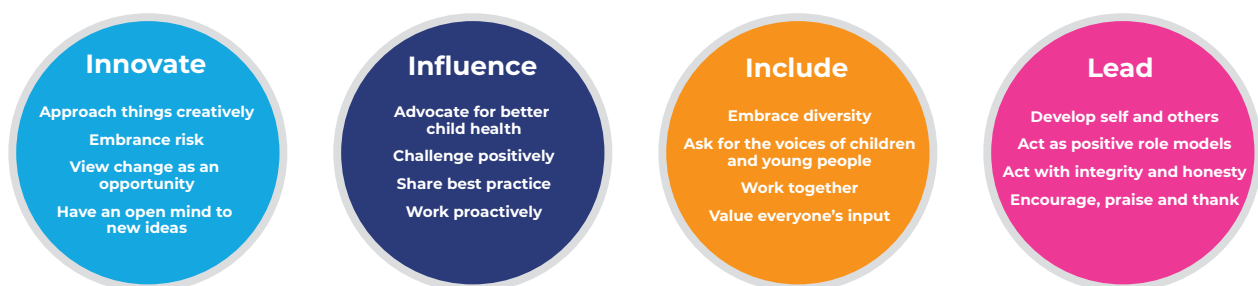 Innovate
Approach things creatively
Embrance risk
View change as an
opportunity
Have an open mind to
new ideas
Influence
Advocate for better
child health
Challenge positively
Share best practice
Work proactively
Include
Embrace diversity
Ask for the voices of children
and young people
Work together
Value everyone’s input
Lead
Develop self and others
Act as positive role models
Act with integrity and honesty
Encourage, praise and thank